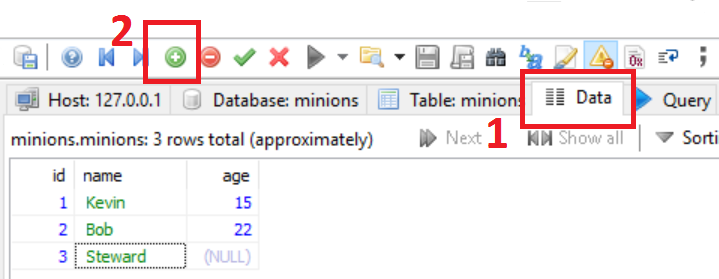 2
Host: 127.0.0.1 Database: minions Table: minions Data Query
minions.minions: 3 rows total (approximately) Next 1 Show all Sorti
id name age
1 Kevin 15
2 Bob 22
3 Steward (NULL)